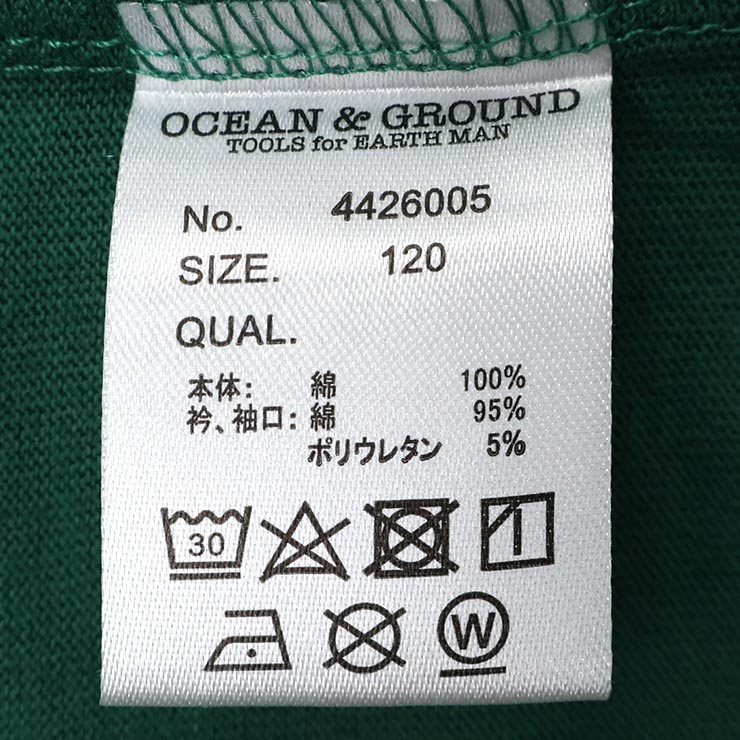 OCEAN & GROUND
TOOLS for EARTH MAN
No. 4426005
SIZE. 120
QUAL.
本体: 綿 100%
衿、袖口: 綿 95%
ポリウレタン 5%
30
W